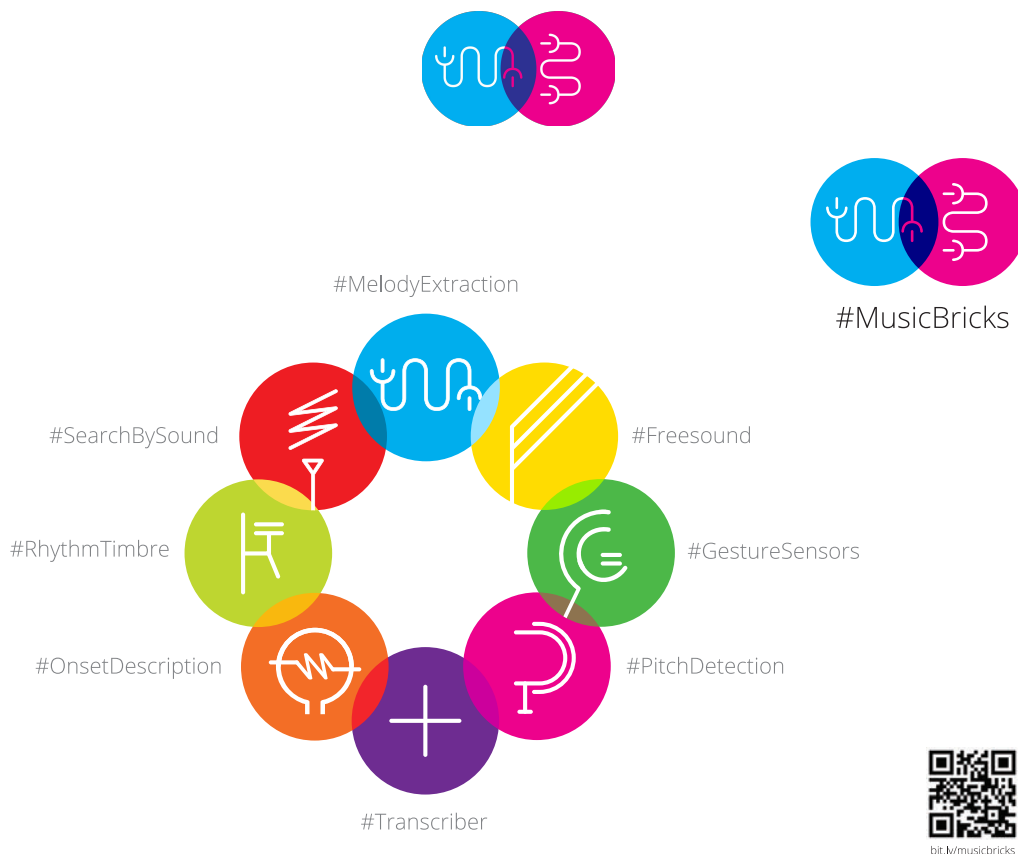 #MelodyExtraction
#MusicBricks
#SearchBySound
#Freesound
#RhythmTimbre
#GestureSensors
#OnsetDescription
#PitchDetection
#Transcriber
bit.ly/musicbricks